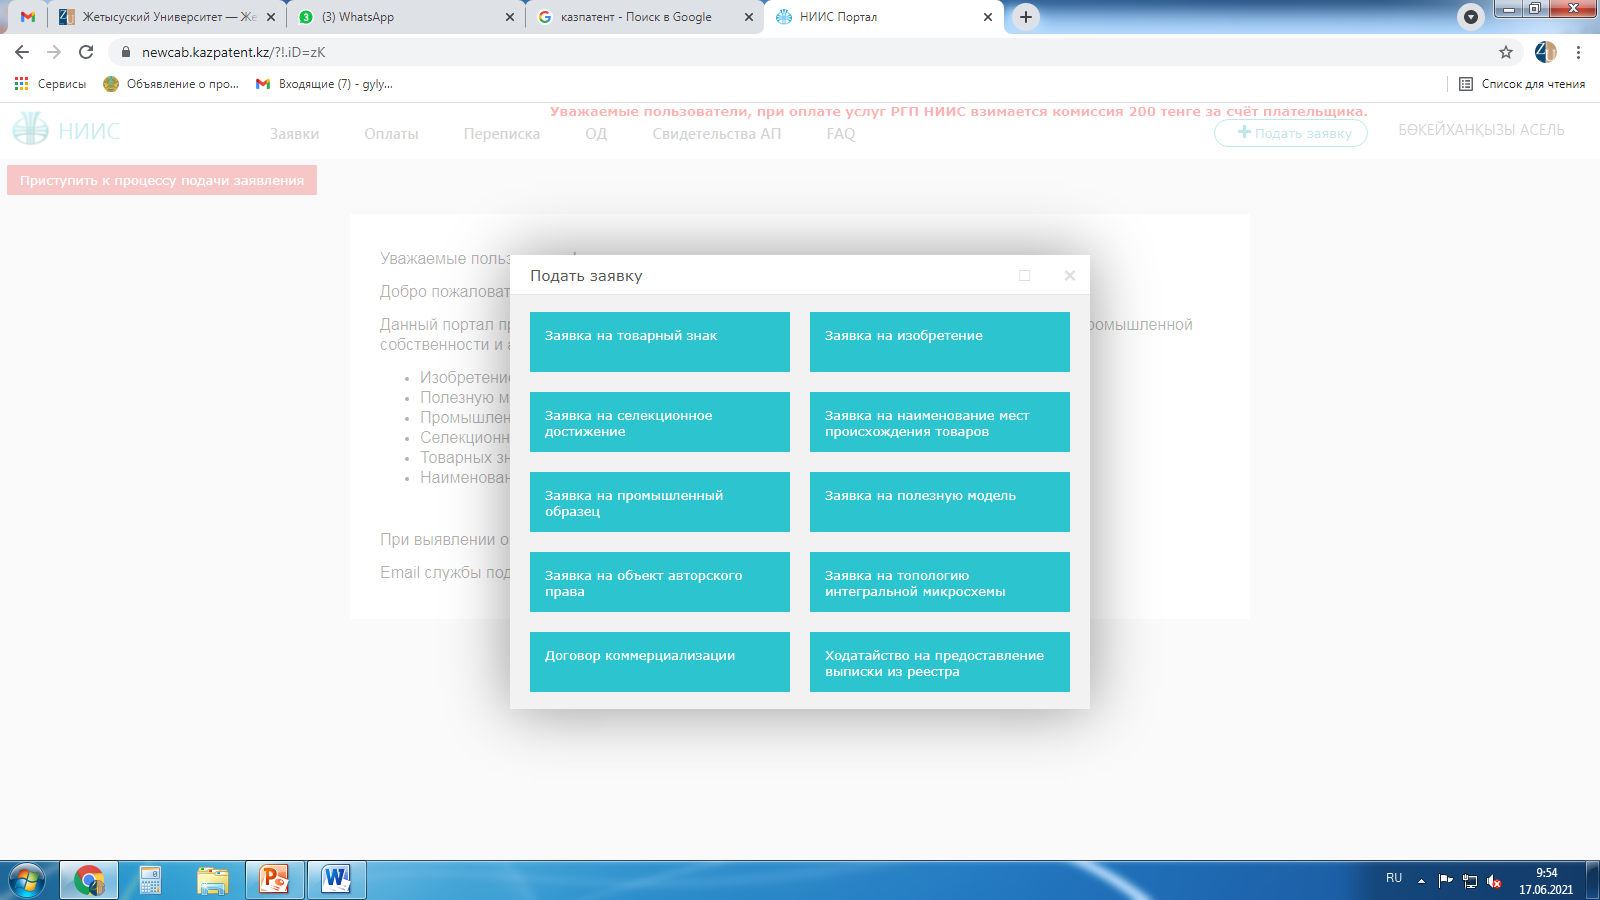 Жетысуский Университет — Же
(3) WhatsApp
казпатент - Поиск в Google
НИИС Портал
newcab.kazpatent.kz/?!.iD=zK
Сервисы
Объявление о про...
Входящие (7) - gyly...
Список для чтения
Уважаемые пользователи, при оплате услуг РГП НИИС взимается комиссия 200 тенге за счёт плательщика.
НИИС
Заявки
Оплаты
Переписка
ОД
Свидетельства АП
FAQ
Подать заявку
БӨКЕЙХАНҚЫЗЫ АСЕЛЬ
Приступить к процессу подачи заявления
Уважаемые
Добро
Данный портал
ромышленной
собственности и
Изобретени
Полезную
Промышлен
Селекционн
Товарных
Наименован
При выявлении
Email службы
Подать заявку
Заявка на товарный знак
Заявка на изобретение
Заявка на селекционное
достижение
Заявка на наименование мест
происхождения товаров
Заявка на промышленный
образец
Заявка на полезную модель
Заявка на объект авторского
права
Заявка на топологию
интегральной микросхемы
Договор коммерциализации
Ходатайство на предоставление
выписки из реестра
RU
9:54
17.06.2021